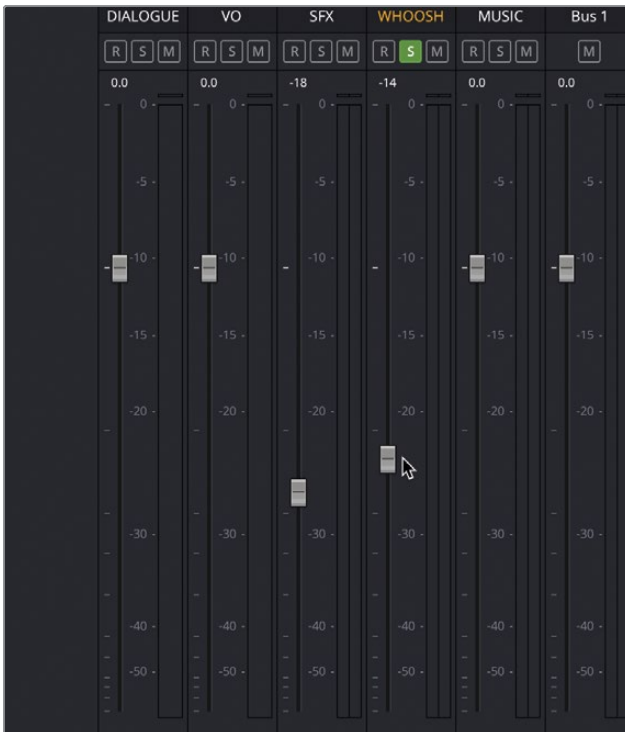 DIALOGUE VO SFX WHOOSH MUSIC Bus 1
R S M R S M R S M R S M R S M M
0.0 0.0 -18 -14 0.0 0.0
0 0 0 0 0 0
-5 -5 -5 -5 -5 -5
-10 -10 -10 -10 -10 -10
-15 -15 -15 -15 -15 -15
-20 -20 -20 -20 -20 -20
-30 -30 -30 -30 -30 -30
-40 -40 -40 -40 -40 -40
-50 -50 -50 -50 -50 -50